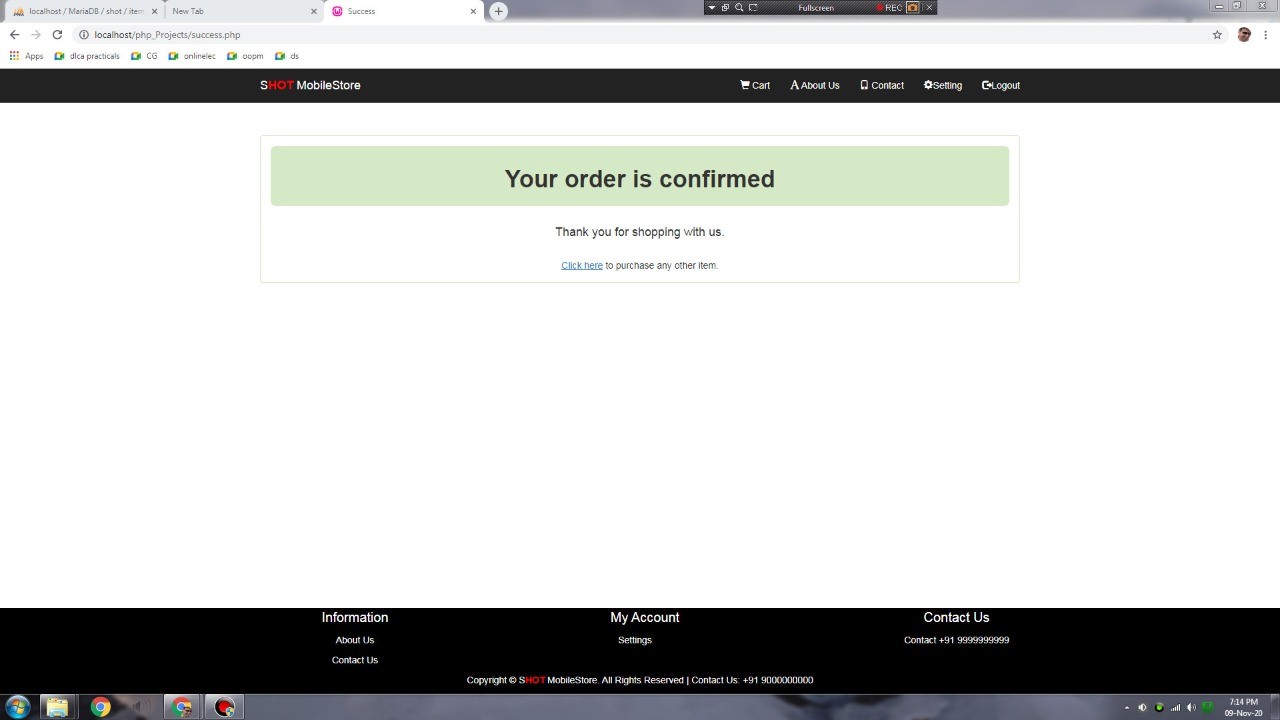 localhost / MariaDB / shot / item
New Tab
Success
Fullscreen
REC
localhost/php_Projects/success.php
Apps
dlca practicals
CG
onlinelec
oopm
ds
SHOT MobileStore
Cart
About Us
Contact
Setting
Logout
Your order is confirmed
Thank you for shopping with us.
Click here to purchase any other item.
Information
My Account
Contact Us
About Us
Settings
Contact +91 9999999999
Contact Us
Copyright © SHOT MobileStore. All Rights Reserved | Contact Us: +91 9000000000
7:14 PM
09-Nov-20